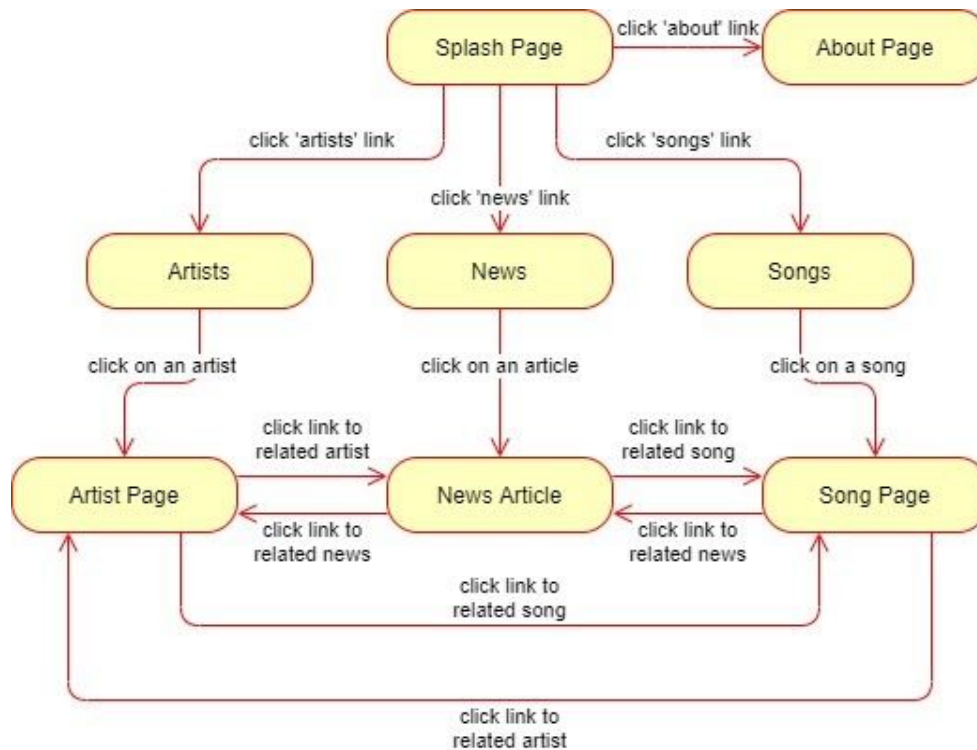 Splash Page
click 'about' link
About Page
click 'artists' link
click 'songs' link
click 'news' link
Artists
News
Songs
click on an artist
click on an article
click on a song
click link to
related artist
click link to
related song
Artist Page
News Article
Song Page
click link to
related news
click link to
related news
click link to
related song
click link to
related artist